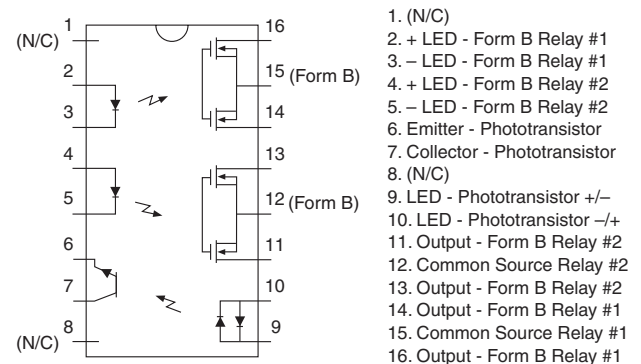 1
(N/C)
2
3
4
5
6
7
8
(N/C)
16
15 (Form B)
14
13
12 (Form B)
11
10
9
1. (N/C)
2. + LED - Form B Relay #1
3. – LED - Form B Relay #1
4. + LED - Form B Relay #2
5. – LED - Form B Relay #2
6. Emitter - Phototransistor
7. Collector - Phototransistor
8. (N/C)
9. LED - Phototransistor +/–
10. LED - Phototransistor –/+
11. Output - Form B Relay #2
12. Common Source Relay #2
13. Output - Form B Relay #2
14. Output - Form B Relay #1
15. Common Source Relay #1
16. Output - Form B Relay #1